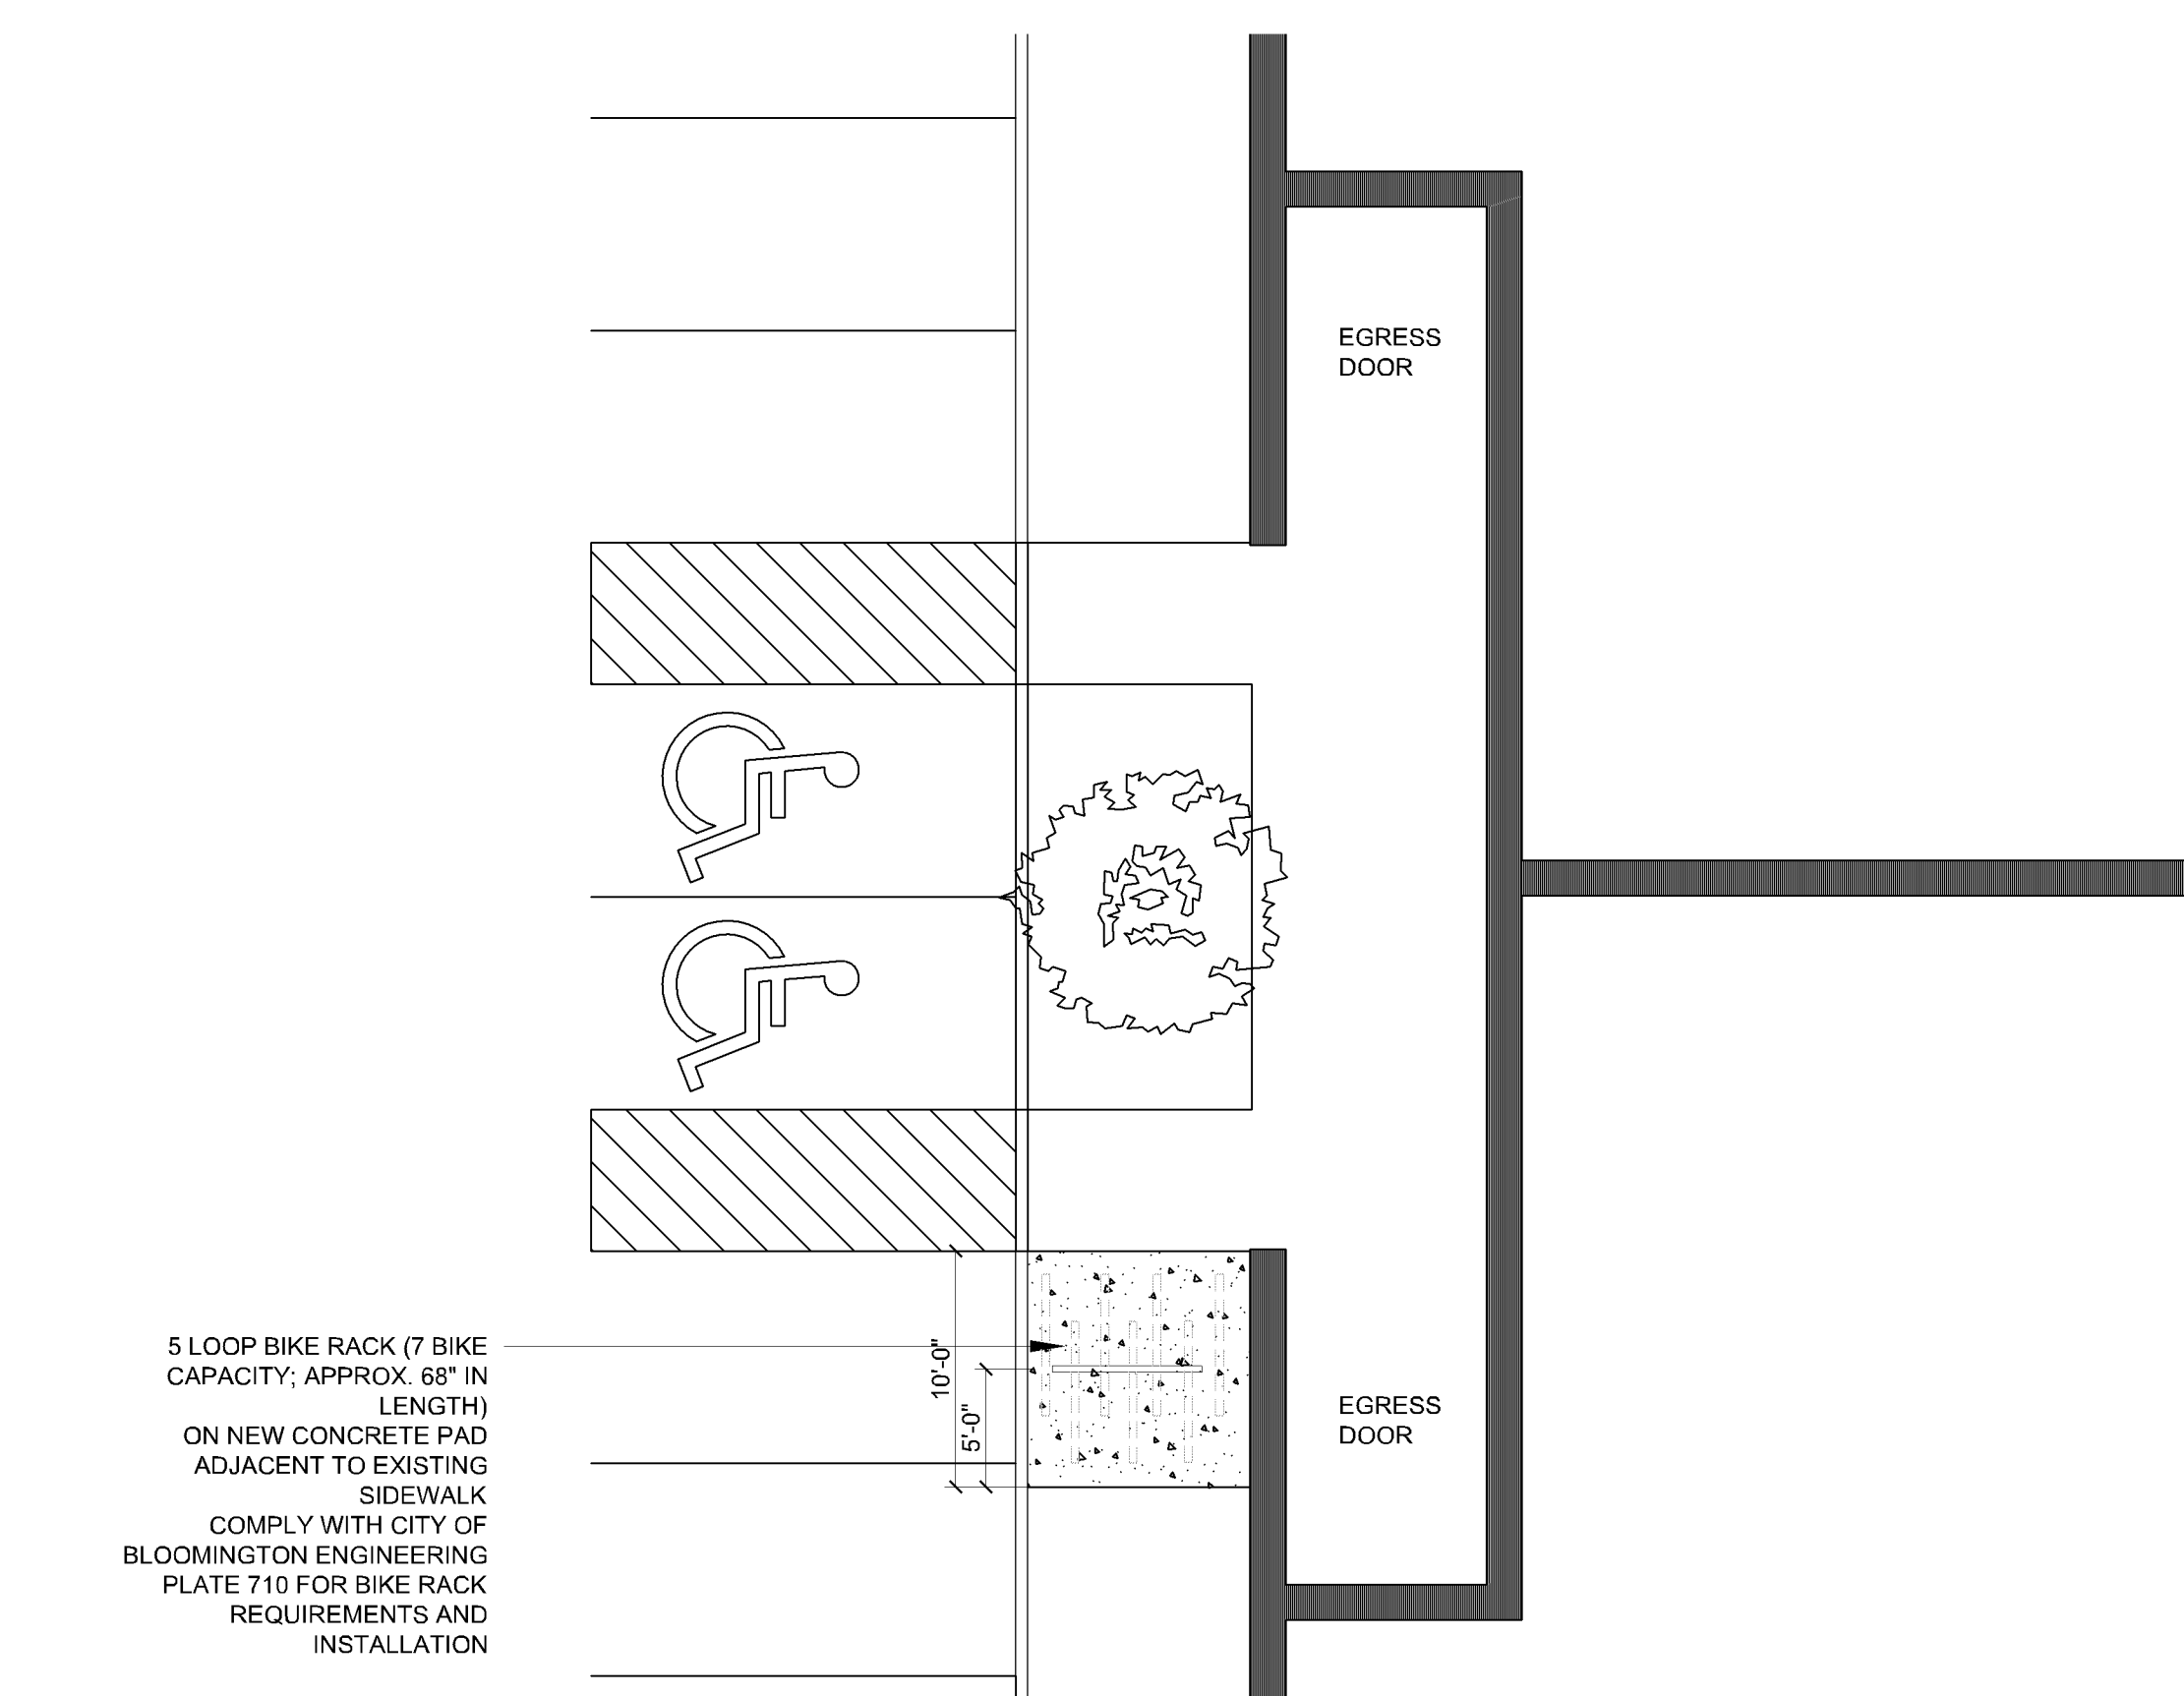 EGRESS
DOOR
5 LOOP BIKE RACK (7 BIKE
CAPACITY; APPROX. 68" IN
LENGTH)
ON NEW CONCRETE PAD
ADJACENT TO EXISTING
SIDEWALK
COMPLY WITH CITY OF
BLOOMINGTON ENGINEERING
PLATE 710 FOR BIKE RACK
REQUIREMENTS AND
INSTALLATION
10'-0"
5'-0"
EGRESS
DOOR